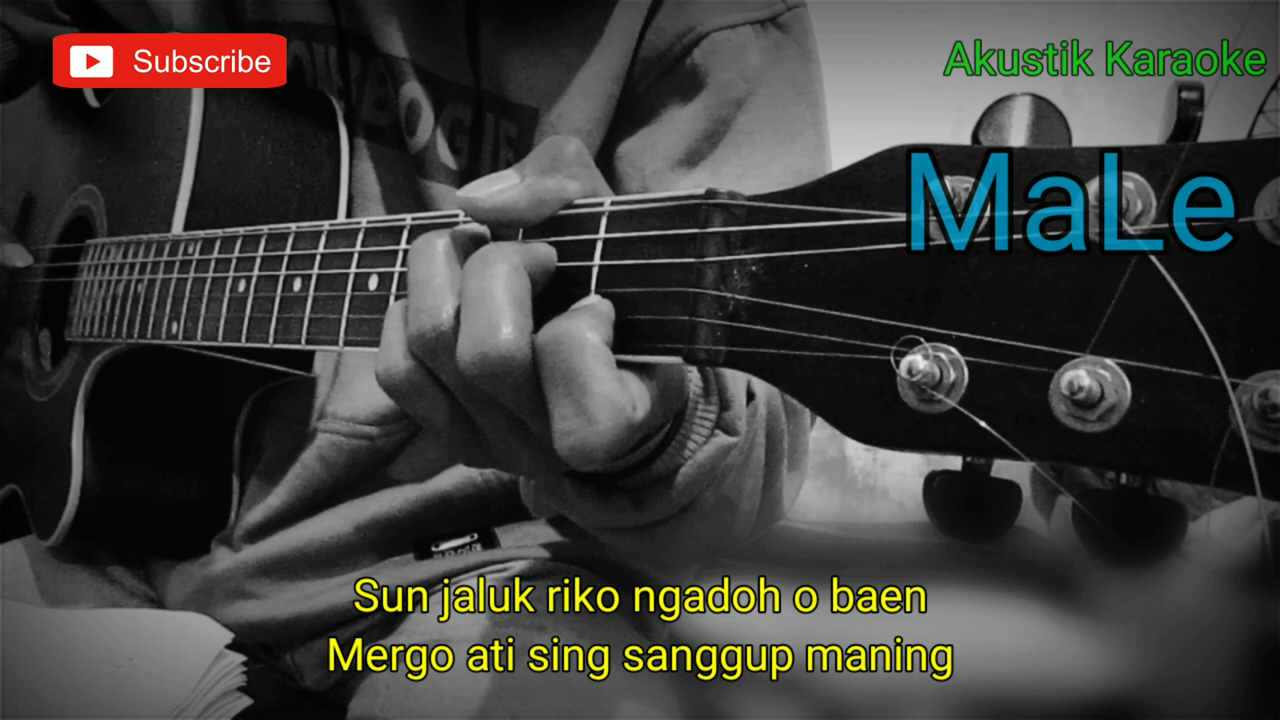 Subscribe
Akustik Karaoke
MaLe
Sun jaluk riko ngadoh o baen
Mergo ati sing sanggup maning